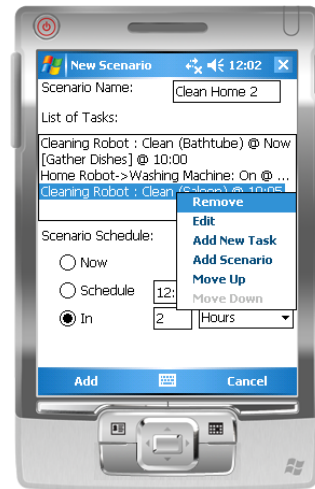 New Scenario
12:02
Scenario Name:
Clean Home 2
List of Tasks:
Cleaning Robot : Clean (Bathtube) @ Now
[Gather Dishes] @ 10:00
Home Robot->Washing Machine: On @ ...
Cleaning Robot : Clean (Saloon) @ 10:05
Remove
Edit
Add New Task
Add Scenario
Move Up
Move Down
Scenario Schedule:
Now
Schedule
12:
In
2
Hours
Add
Cancel